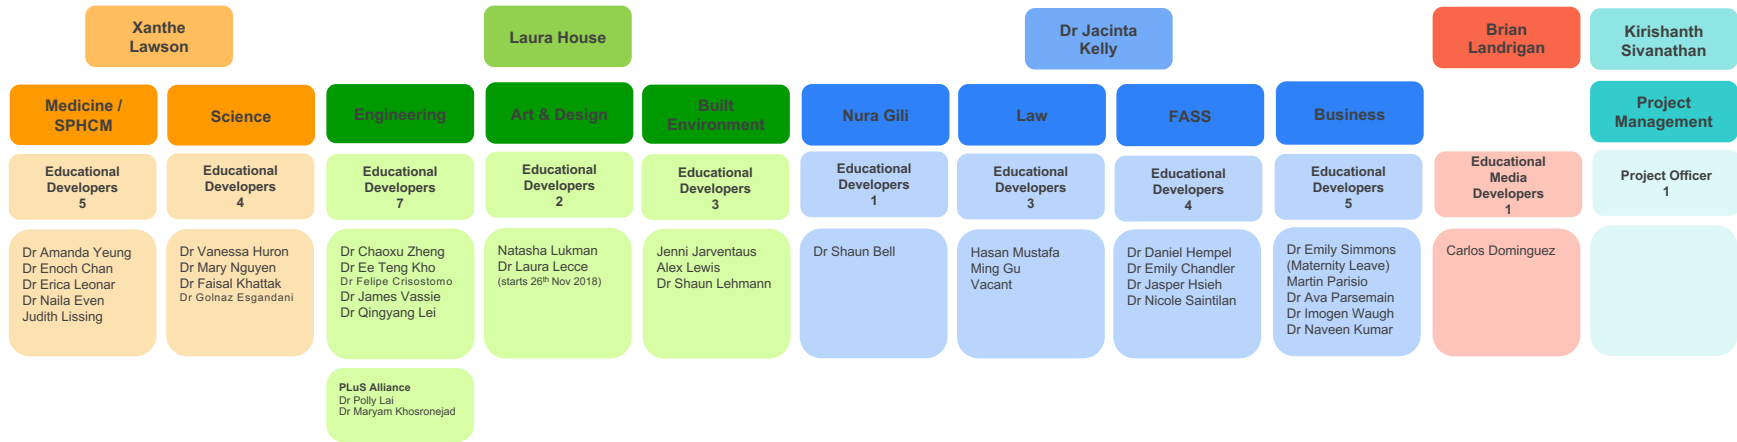 Xanthe
Lawson
Laura House
Dr Jacinta
Kelly
Brian
Landrigan
Kirishanth
Sivanathan
Medicine /
SPHCM
Science
Engineering
Art & Design
Built
Environment
Nura Gili
Law
FASS
Business
Project
Management
Educational
Developers
5
Educational
Developers
4
Educational
Developers
7
Educational
Developers
2
Educational
Developers
3
Educational
Developers
1
Educational
Developers
3
Educational
Developers
4
Educational
Developers
5
Educational
Media
Developers
1
Project Officer
1
Dr Amanda Yeung
Dr Enoch Chan
Dr Erica Leonar
Dr Naila Even
Judith Lissing
Dr Vanessa Huron
Dr Mary Nguyen
Dr Faisal Khattak
Dr Golnaz Esgandani
Dr Chaoxu Zheng
Dr Ee Teng Kho
Dr Felipe Crisostomo
Dr James Vassie
Dr Qingyang Lei
Natasha Lukman
Dr Laura Lecce
(starts 26th Nov 2018)
Jenni Jarventaus
Alex Lewis
Dr Shaun Lehmann
Dr Shaun Bell
Hasan Mustafa
Ming Gu
Vacant
Dr Daniel Hempel
Dr Emily Chandler
Dr Jasper Hsieh
Dr Nicole Saintilan
Dr Emily Simmons
(Maternity Leave)
Martin Parisio
Dr Ava Parsemain
Dr Imogen Waugh
Dr Naveen Kumar
Carlos Dominguez
PLuS Alliance
Dr Polly Lai
Dr Maryam Khosronejad